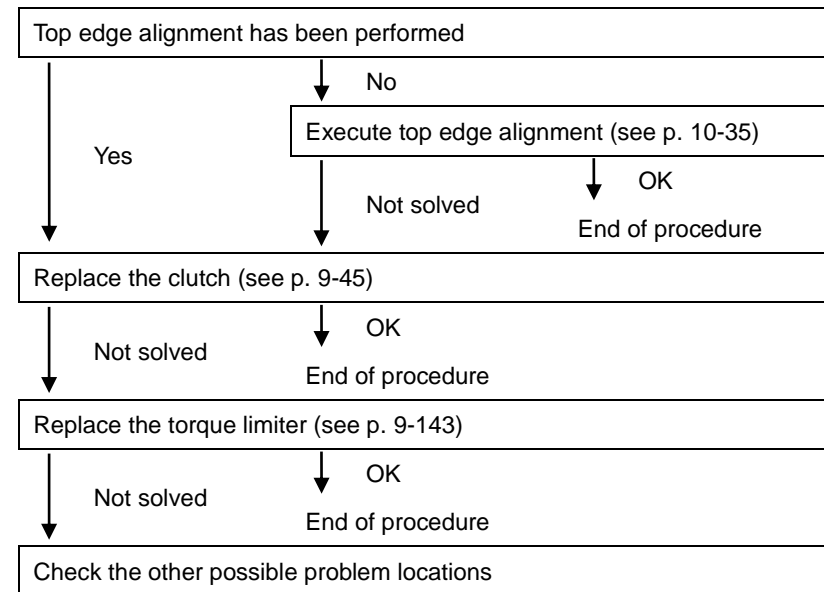 Top edge alignment has been performed
No
Execute top edge alignment (see p. 10-35)
Yes
OK
Not solved
End of procedure
Replace the clutch (see p. 9-45)
OK
Not solved
End of procedure
Replace the torque limiter (see p. 9-143)
OK
Not solved
End of procedure
Check the other possible problem locations